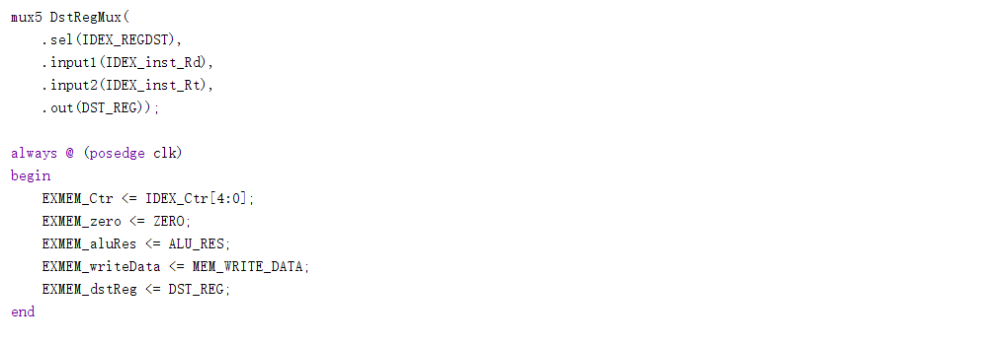 mux5 DstRegMux(
    .sel(IDEX_REGDST),
    .input1(IDEX_inst_Rd),
    .input2(IDEX_inst_Rt),
    .out(DST_REG));
always @ (posedge clk)
begin
    EXMEM_Ctr <= IDEX_Ctr[4:0];
    EXMEM_zero <= ZERO;
    EXMEM_aluRes <= ALU_RES;
    EXMEM_writeData <= MEM_WRITE_DATA;
    EXMEM_dstReg <= DST_REG;
end